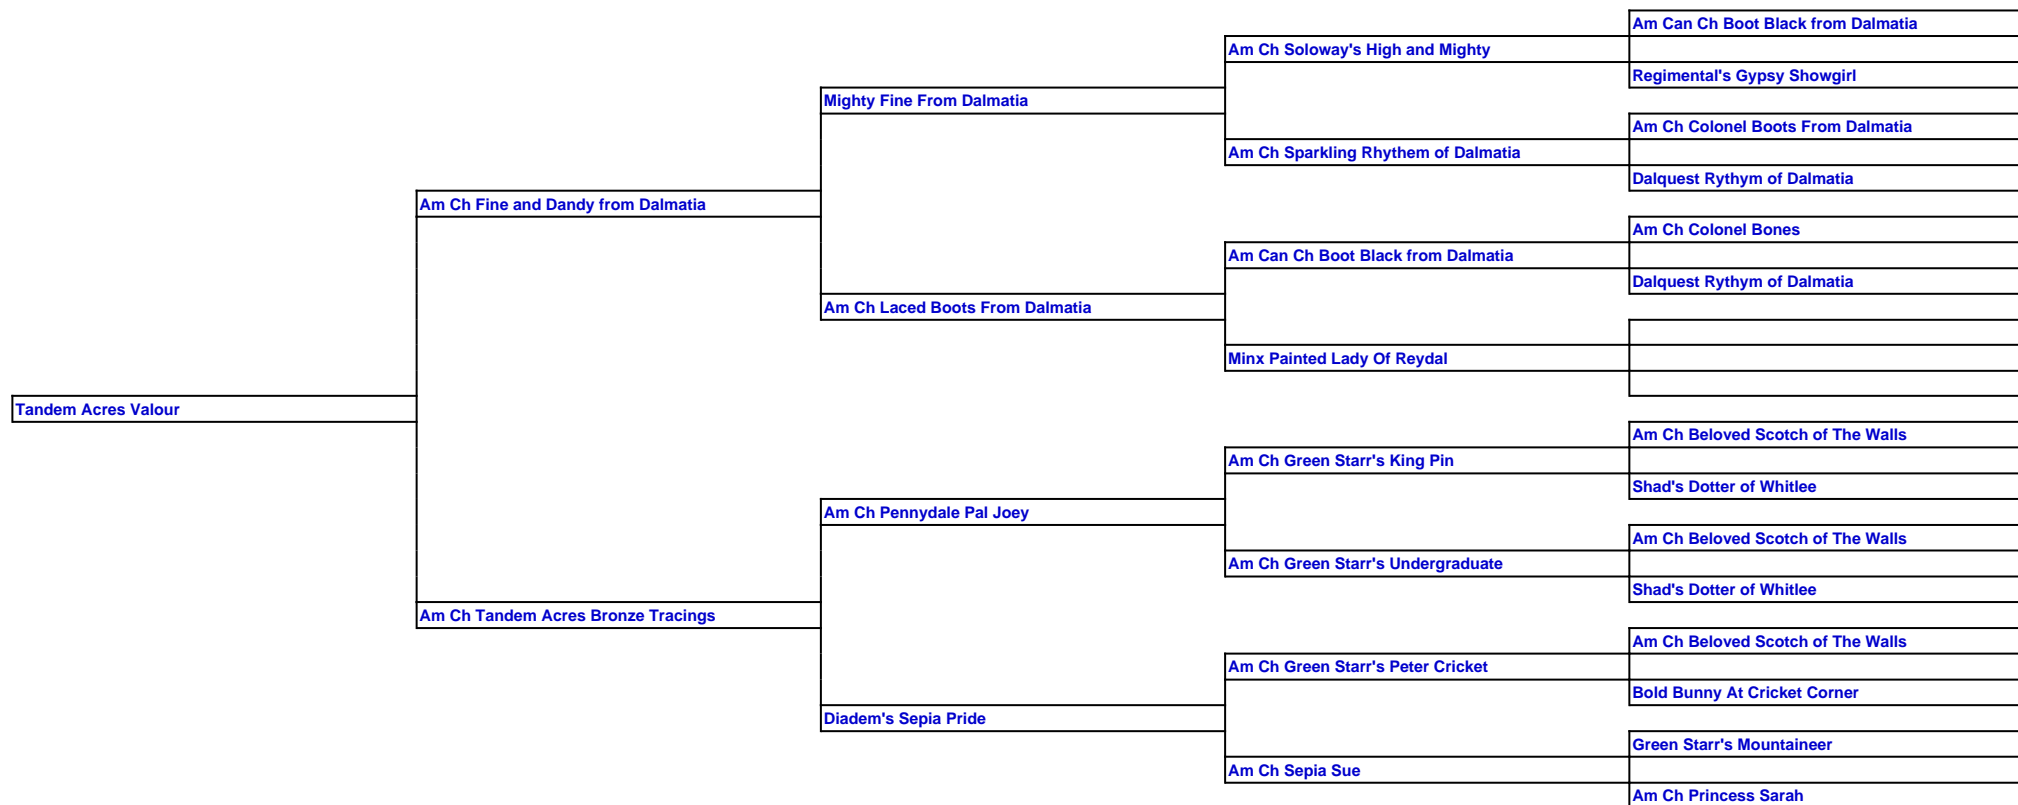 Am Can Ch Boot Black from Dalmatia
Am Ch Soloway's High and Mighty
Regimental's Gypsy Showgirl
Mighty Fine From Dalmatia
Am Ch Colonel Boots From Dalmatia
Am Ch Sparkling Rhythem of Dalmatia
Dalquest Rythym of Dalmatia
Am Ch Fine and Dandy from Dalmatia
Am Ch Colonel Bones
Am Can Ch Boot Black from Dalmatia
Dalquest Rythym of Dalmatia
Am Ch Laced Boots From Dalmatia
Minx Painted Lady Of Reydal
Tandem Acres Valour
Am Ch Beloved Scotch of The Walls
Am Ch Green Starr's King Pin
Shad's Dotter of Whitlee
Am Ch Pennydale Pal Joey
Am Ch Beloved Scotch of The Walls
Am Ch Green Starr's Undergraduate
Shad's Dotter of Whitlee
Am Ch Tandem Acres Bronze Tracings
Am Ch Beloved Scotch of The Walls
Am Ch Green Starr's Peter Cricket
Bold Bunny At Cricket Corner
Diadem's Sepia Pride
Green Starr's Mountaineer
Am Ch Sepia Sue
Am Ch Princess Sarah